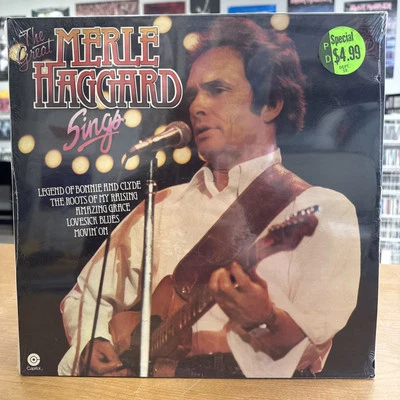 The Great
MERLE
HAGGARD
Sings
LEGEND OF BONNIE AND CLYDE
THE ROOTS OF MY RAISING
AMAZING GRACE
LOVESICK BLUES
MOVIN' ON
Special
$4.99
Capitol